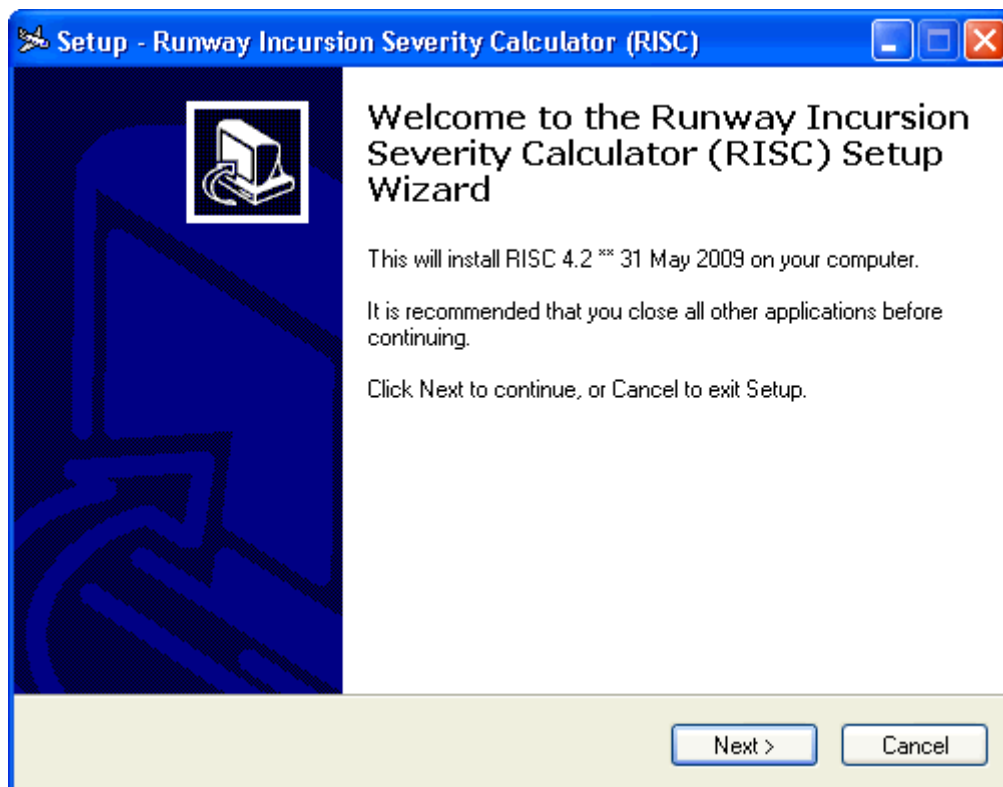 Setup - Runway Incursion Severity Calculator (RISC)
Welcome to the Runway Incursion
Severity Calculator (RISC) Setup
Wizard
This will install RISC 4.2 ** 31 May 2009 on your computer.
It is recommended that you close all other applications before
continuing.
Click Next to continue, or Cancel to exit Setup.
Next >
Cancel